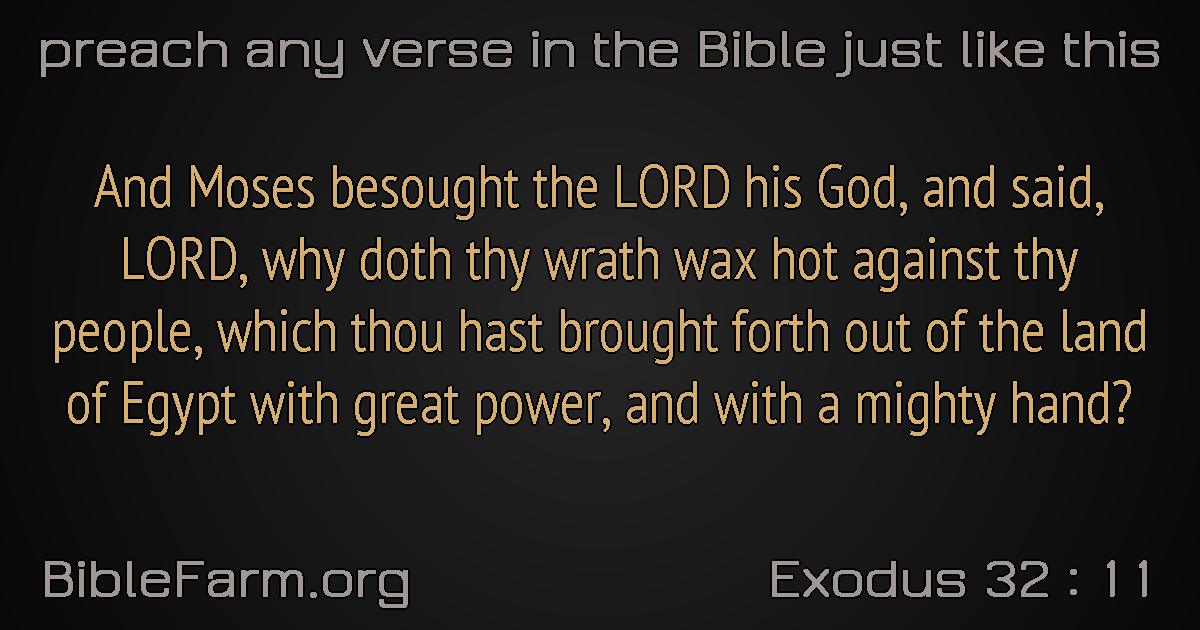 preach any verse in the Bible just like this
And Moses besought the LORD his God, and said,
LORD, why doth thy wrath wax hot against thy
people, which thou hast brought forth out of the land
of Egypt with great power, and with a mighty hand?
BibleFarm.org
Exodus 32 : 11